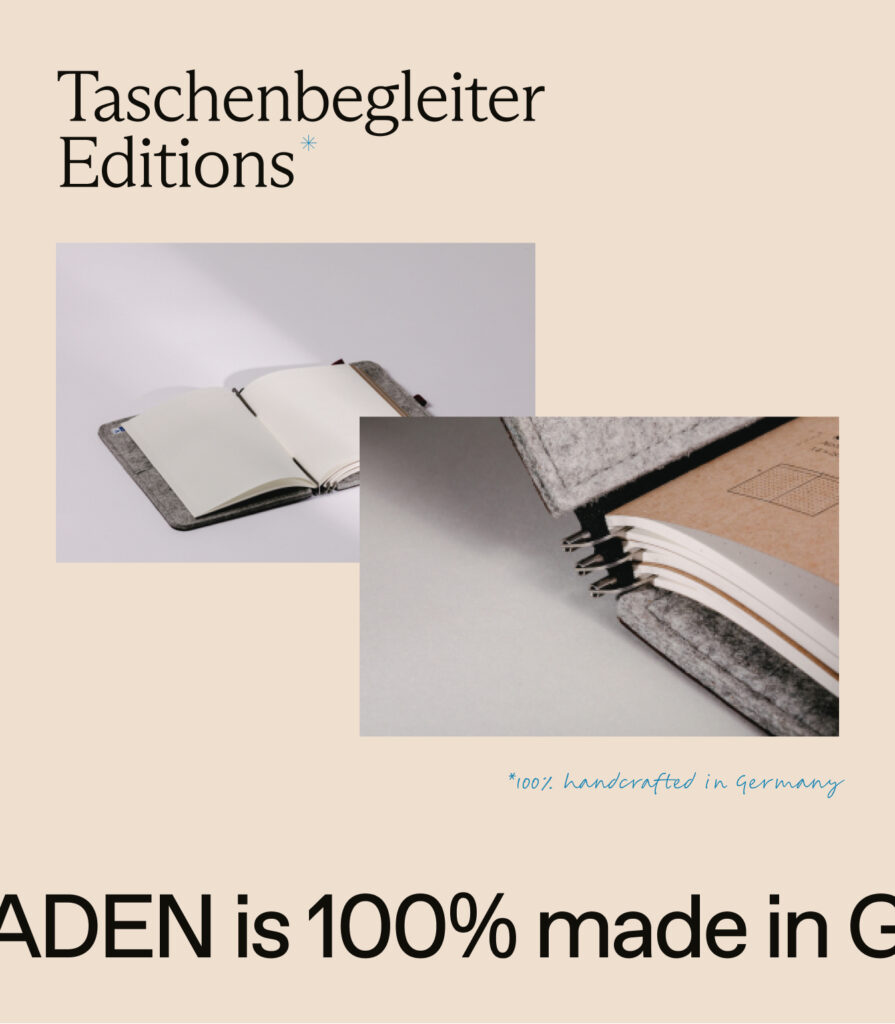 Taschenbegleiter
Editions*
*100% handcrafted in Germany
ADEN is 100% made in G